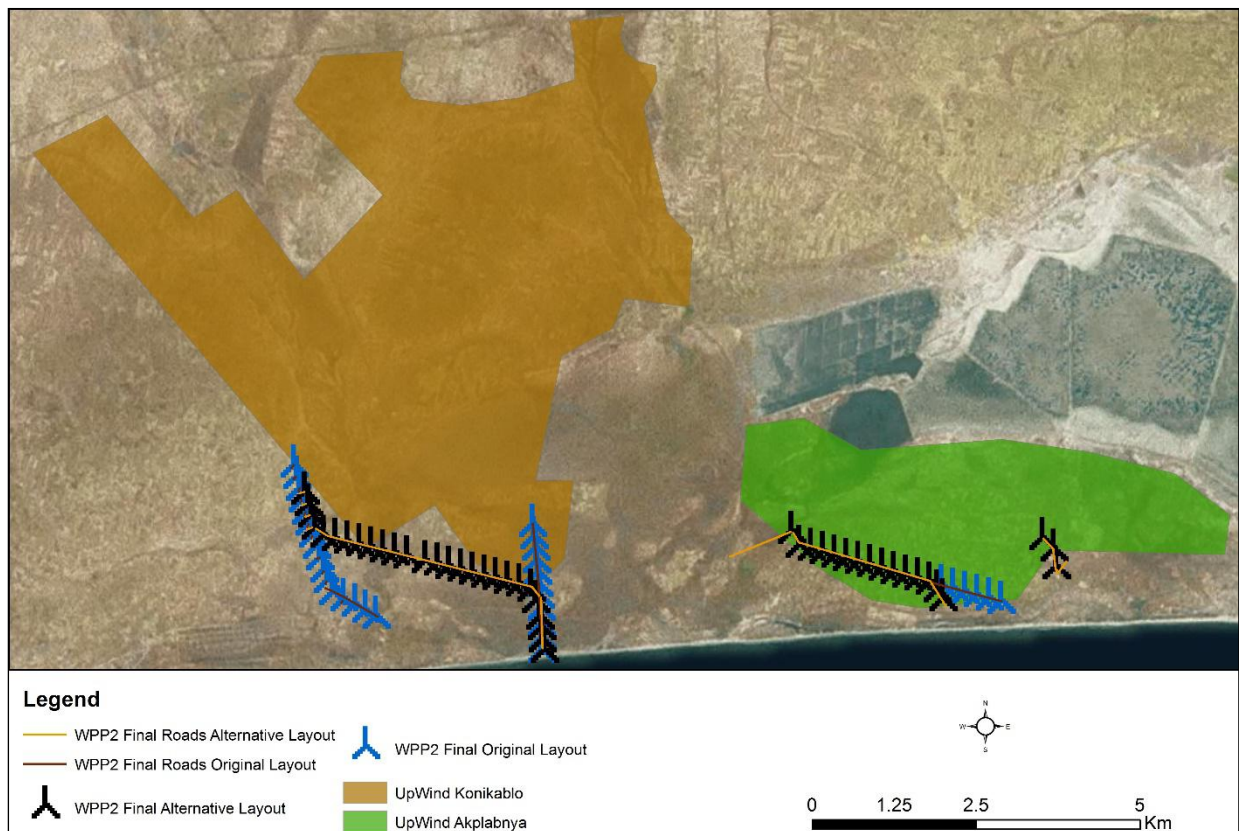 Legend
WPP2 Final Roads Alternative Layout
WPP2 Final Roads Original Layout
WPP2 Final Alternative Layout
WPP2 Final Original Layout
UpWind Konikablo
UpWind Akplabnya
N
W E
S
0 1.25 2.5 5
Km